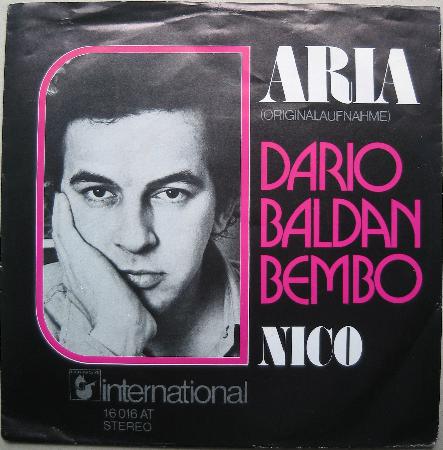 ARIA
(ORIGINALAUFNAHME)
DARIO
BALDAN
BEMBO
NICO
international
16 016 AT
STEREO